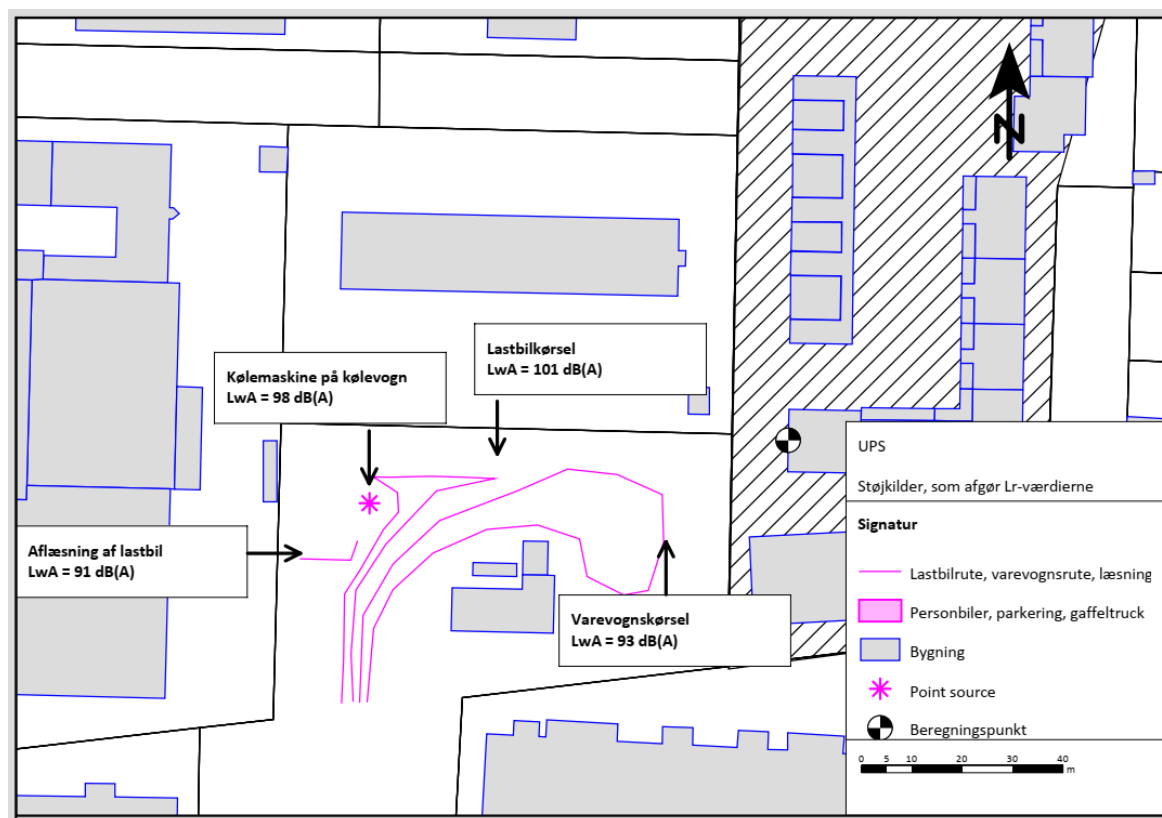 N
Lastbilkørsel
LwA = 101 dB(A)
Kølemaskine på kølevogn
LwA = 98 dB(A)
Aflæsning af lastbil
LwA = 91 dB(A)
Varevognskørsel
LwA = 93 dB(A)
UPS
Støjkilder, som afgør Lr-værdierne
Signatur
Lastbilrute, varevognsrute, læsning
Personbiler, parkering, gaffeltruck
Bygning
Point source
Beregningspunkt
0 5 10 20 30 40
m